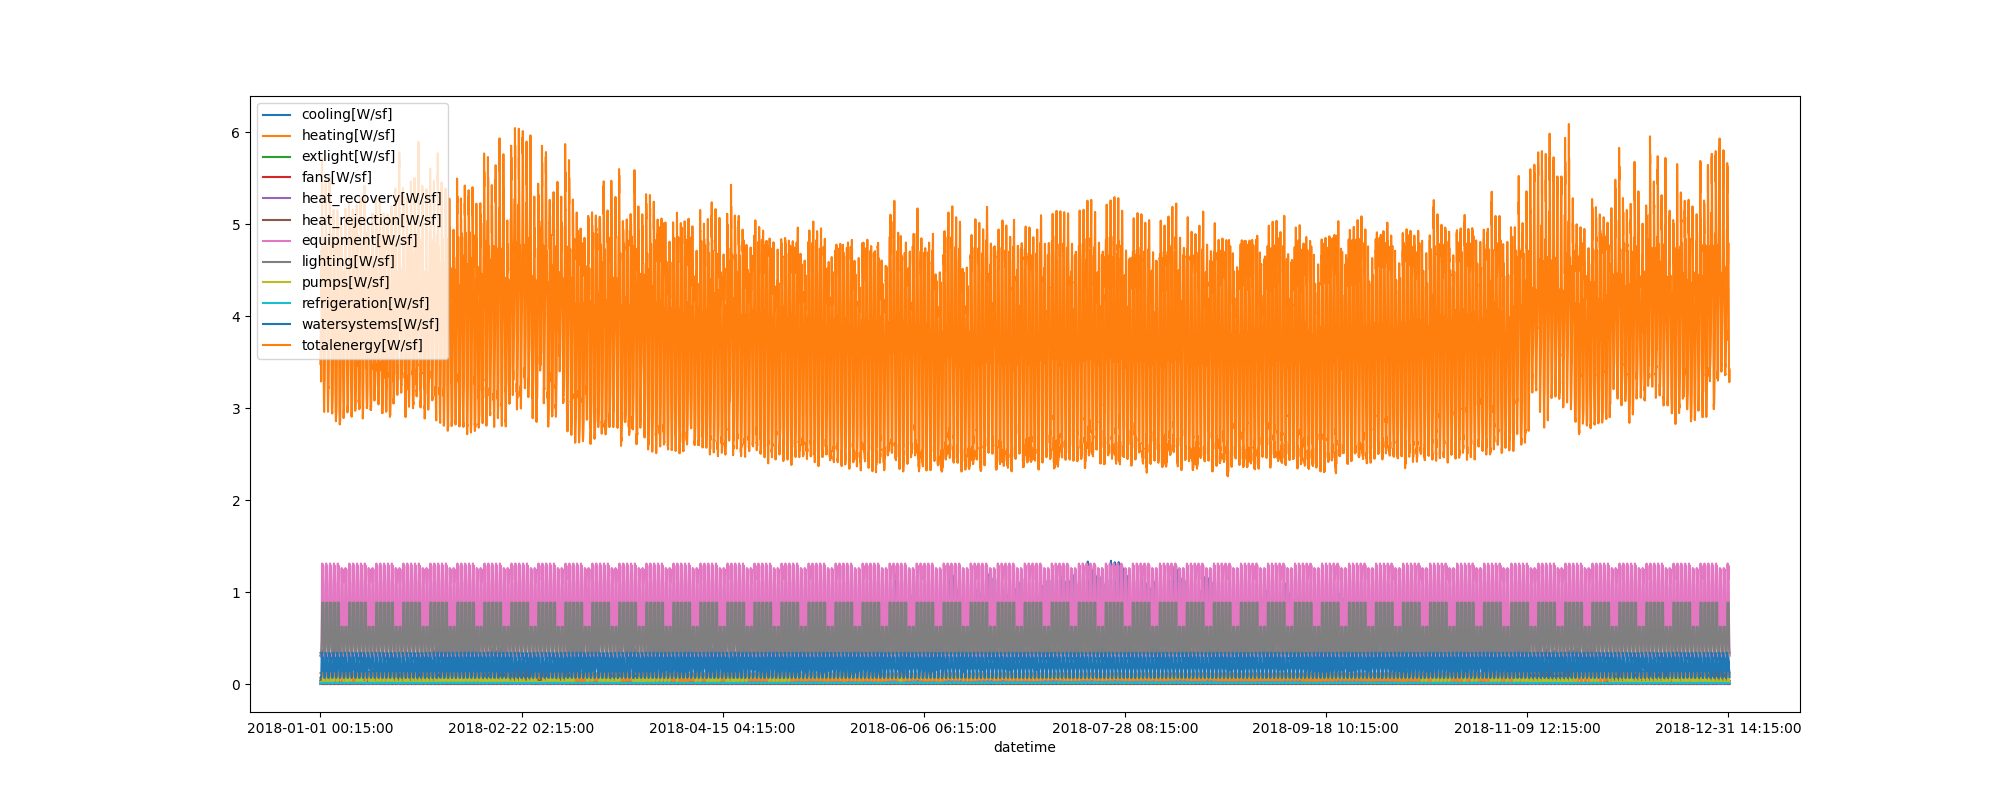 cooling[W/sf]
heating[W/sf]
extlight[W/sf]
fans[W/sf]
heat_recovery[W/sf]
heat_rejection[W/sf]
equipment[W/sf]
lighting[W/sf]
pumps[W/sf]
refrigeration[W/sf]
watersystems[W/sf]
totalenergy[W/sf]
6
5
4
3
2
1
0
2018-01-01 00:15:00 2018-02-22 02:15:00 2018-04-15 04:15:00 2018-06-06 06:15:00 2018-07-28 08:15:00 2018-09-18 10:15:00 2018-11-09 12:15:00 2018-12-31 14:15:00
datetime